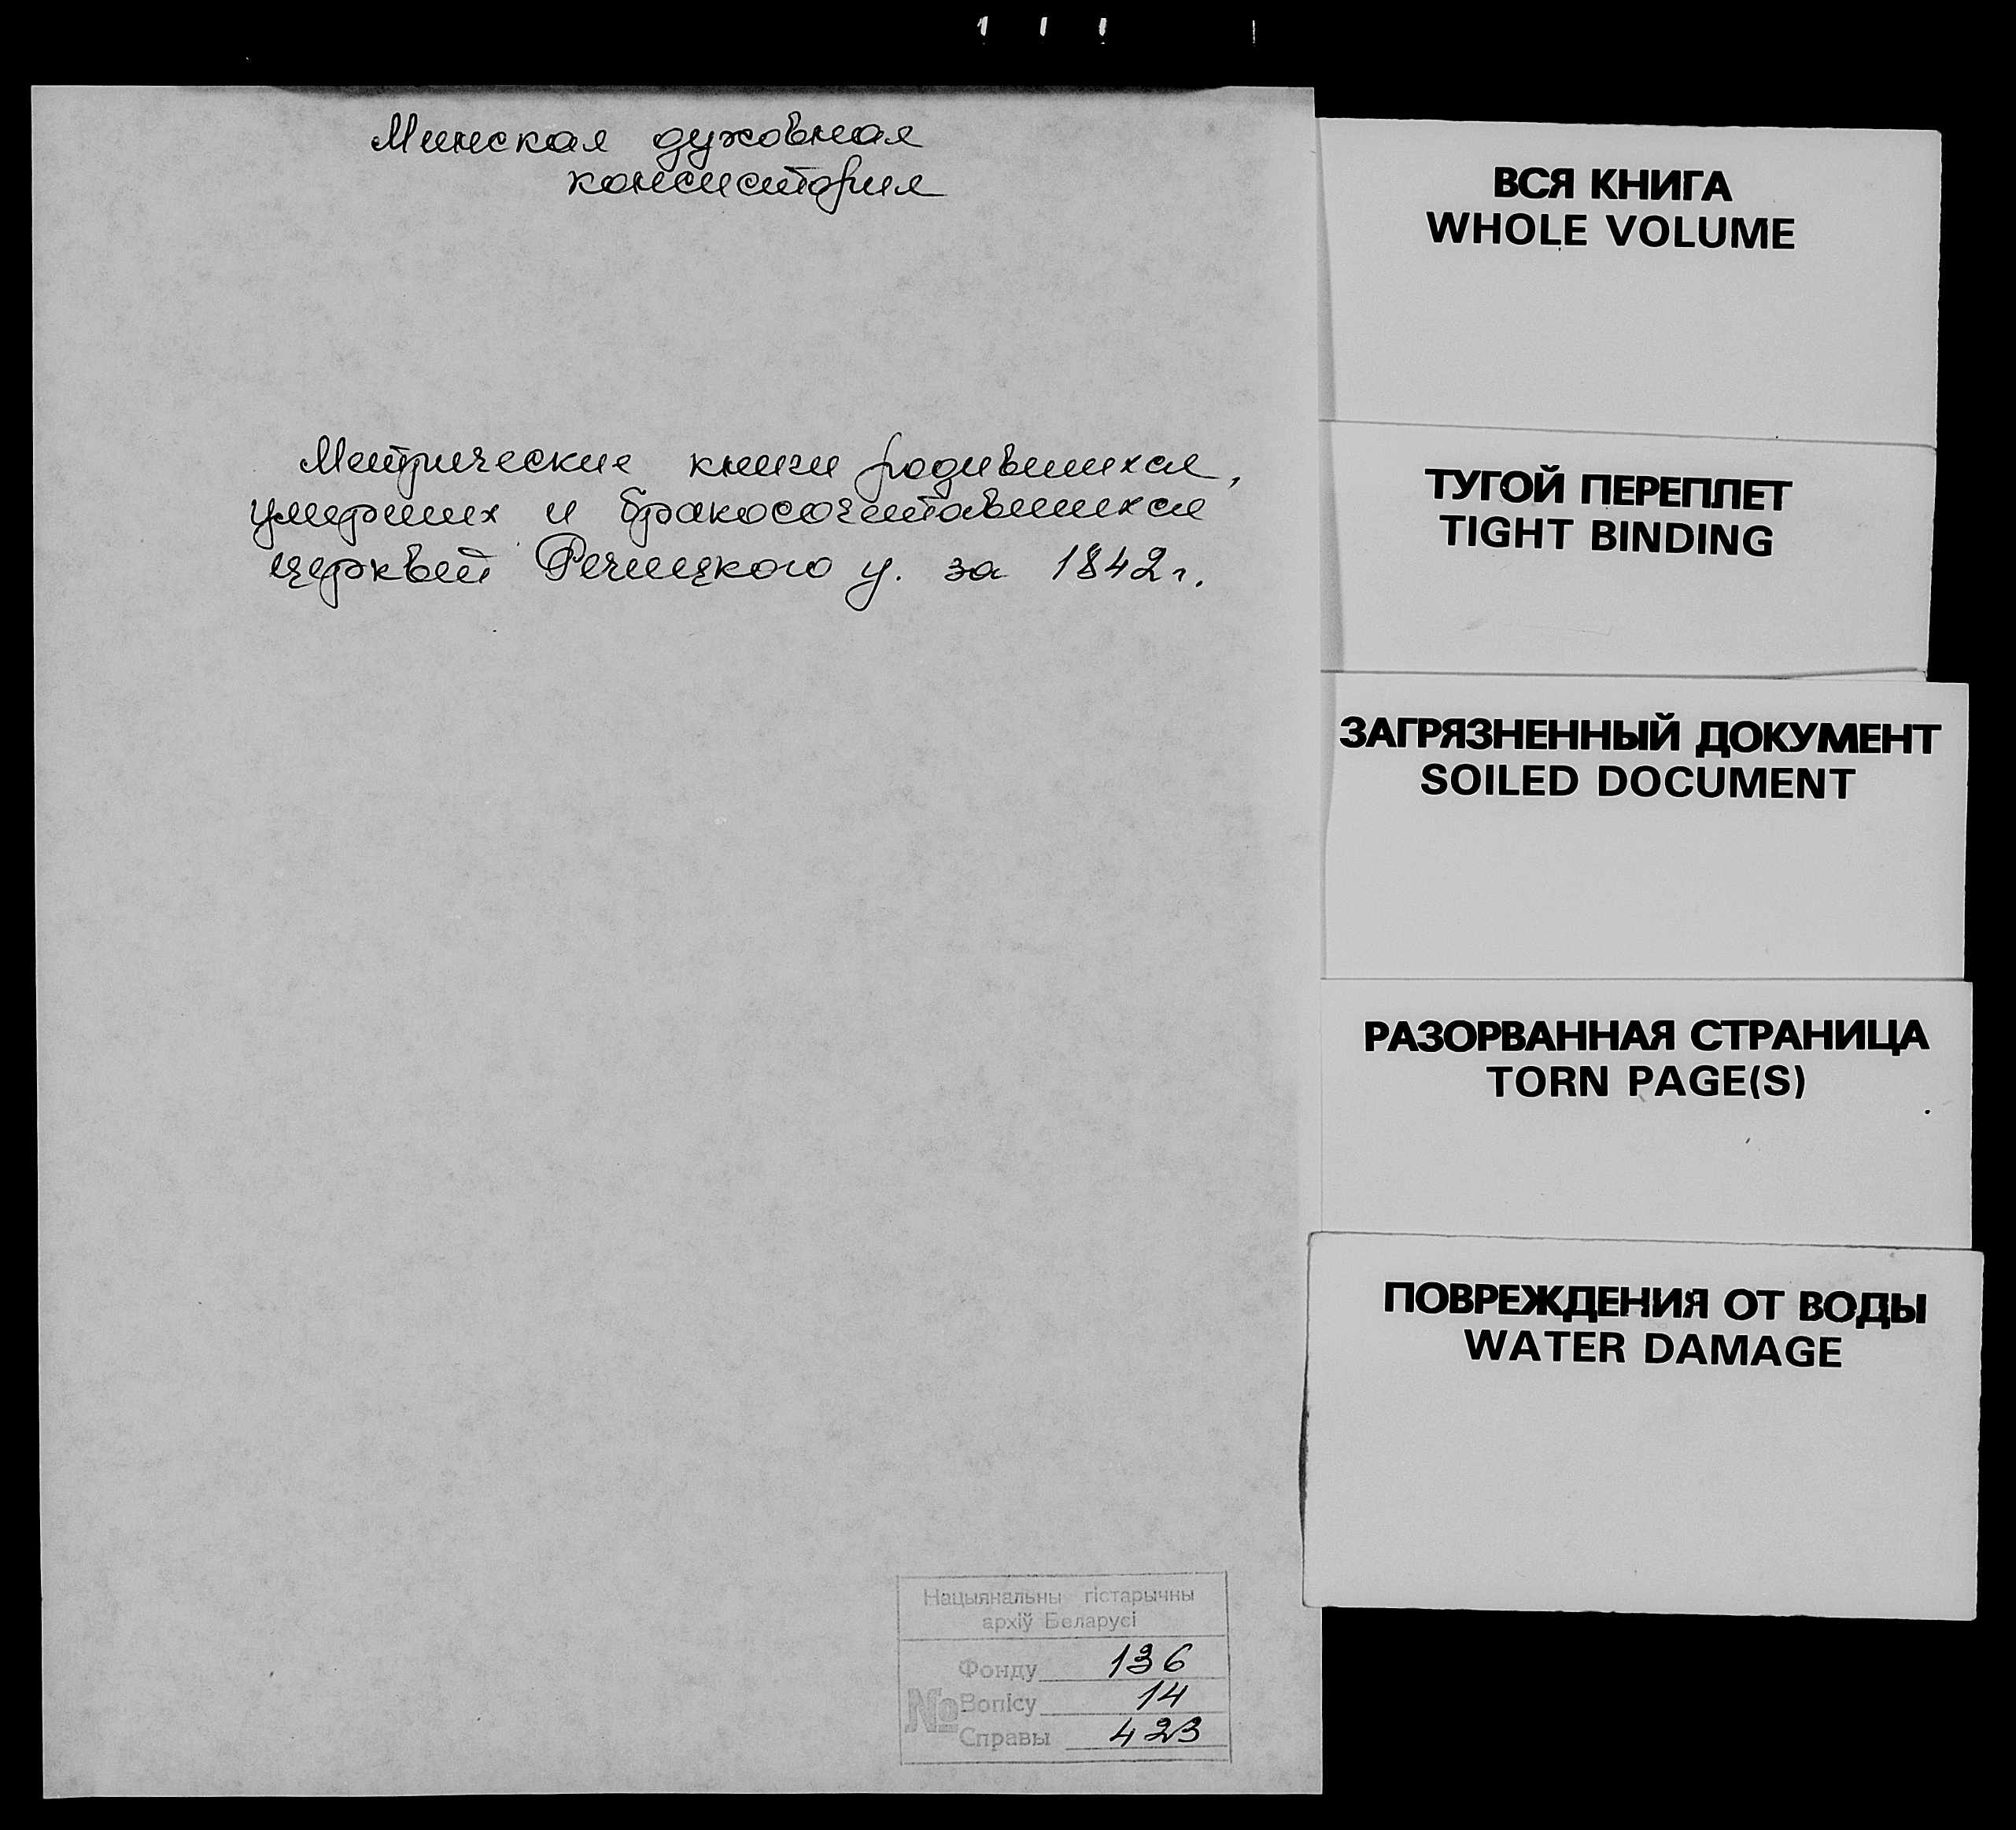 Минская духовная
консистория
Метрические книги родившихся,
умерших и бракосочетавшихся
церквей Речицкого у. за 1842 г.
Нацыянальны гістарычны
архіў Беларусі
Фонду 136
№ Вопісу 14
Справы 423
ВСЯ КНИГА
WHOLE VOLUME
ТУГОЙ ПЕРЕПЛЕТ
TIGHT BINDING
ЗАГРЯЗНЕННЫЙ ДОКУМЕНТ
SOILED DOCUMENT
РАЗОРВАННАЯ СТРАНИЦА
TORN PAGE(S)
ПОВРЕЖДЕНИЯ ОТ ВОДЫ
WATER DAMAGE